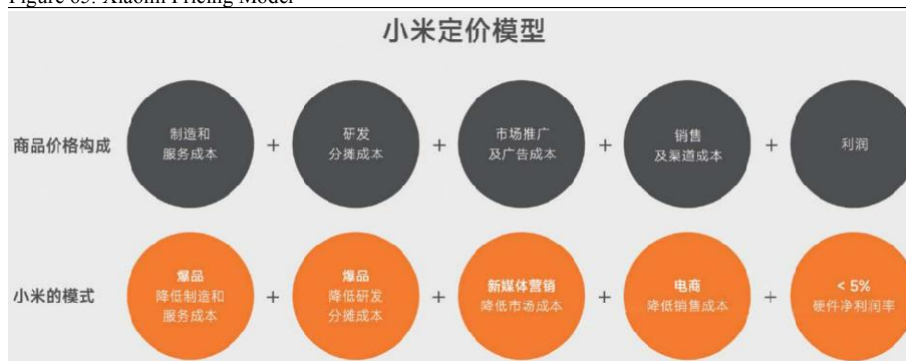 小米定价模型
商品价格构成
制造和
服务成本
+
研发
分摊成本
+
市场推广
及广告成本
+
销售
及渠道成本
+
利润
小米的模式
爆品
降低制造和
服务成本
+
爆品
降低研发
分摊成本
+
新媒体营销
降低市场成本
+
电商
降低销售成本
+
< 5%
硬件净利润率